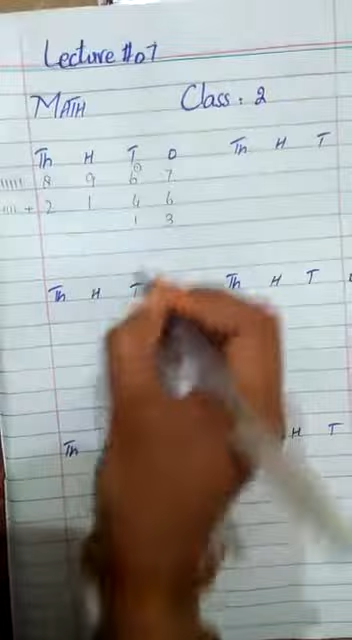 Lecture #07
MATH Class : 2
Th H T O Th H T
8 9 6 7
+ 2 1 4 6
1 3
Th H T Th H T
Th H T